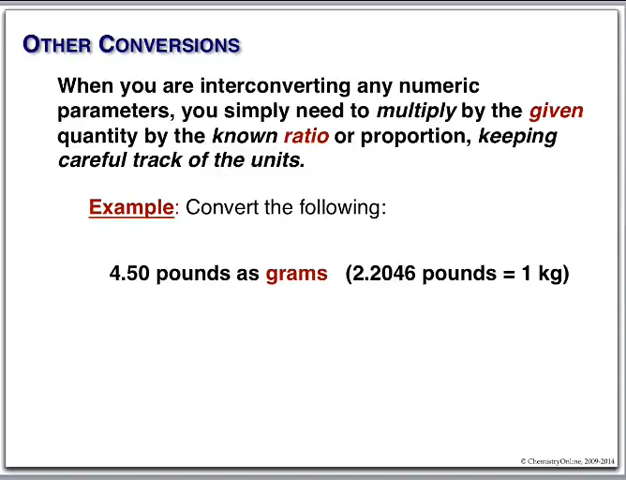 OTHER CONVERSIONS
When you are interconverting any numeric
parameters, you simply need to multiply by the given
quantity by the known ratio or proportion, keeping
careful track of the units.
Example: Convert the following:
4.50 pounds as grams (2.2046 pounds = 1 kg)
© ChemistryOnline, 2009-2014